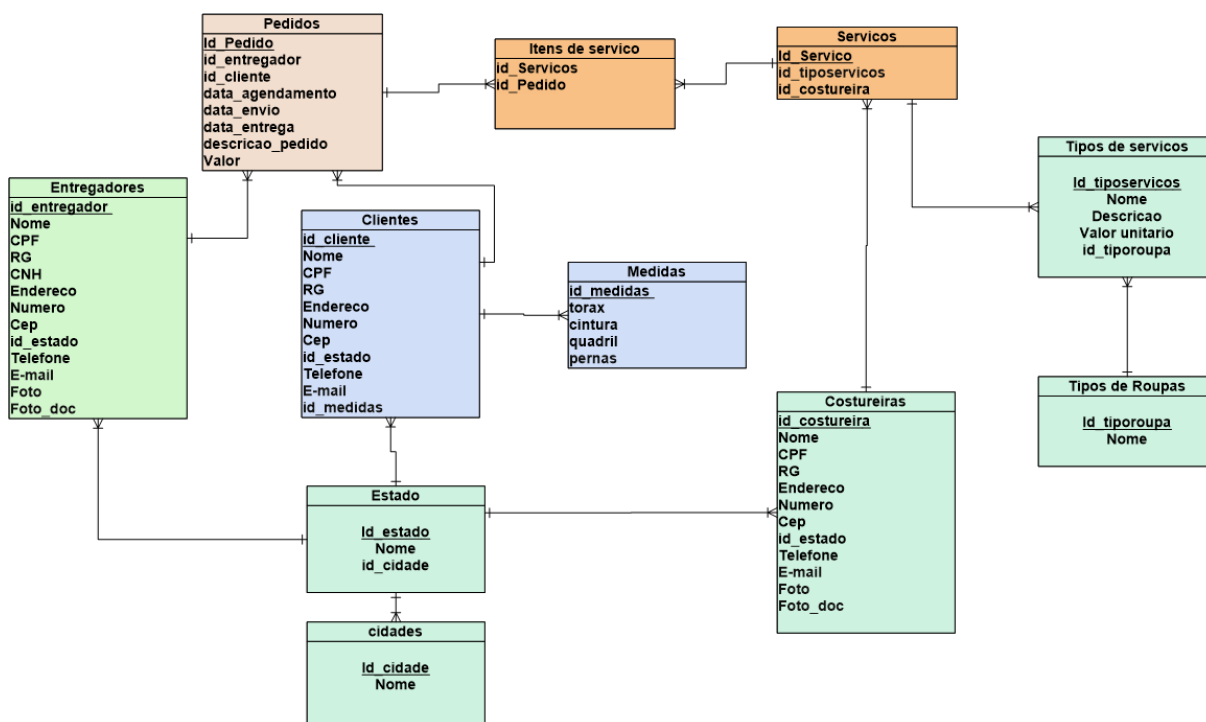 Pedidos
Id_Pedido
id_entregador
id_cliente
data_agendamento
data_envio
data_entrega
descricao_pedido
Valor
Itens de servico
id_Servicos
id_Pedido
Servicos
Id_Servico
id_tiposervicos
id_costureira
Tipos de servicos
Id_tiposervicos
Nome
Descricao
Valor unitario
id_tiporoupa
Entregadores
id_entregador
Nome
CPF
RG
CNH
Endereco
Numero
Cep
id_estado
Telefone
E-mail
Foto
Foto_doc
Clientes
id_cliente
Nome
CPF
RG
Endereco
Numero
Cep
id_estado
Telefone
E-mail
id_medidas
Medidas
id_medidas
torax
cintura
quadril
pernas
Tipos de Roupas
Id_tiporoupa
Nome
Costureiras
id_costureira
Nome
CPF
RG
Endereco
Numero
Cep
id_estado
Telefone
E-mail
Foto
Foto_doc
Estado
Id_estado
Nome
id_cidade
cidades
Id_cidade
Nome